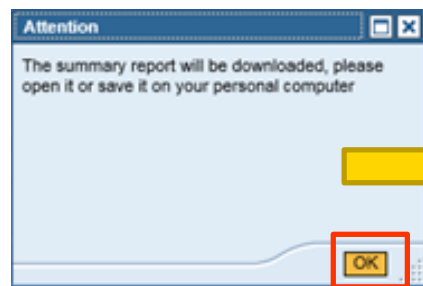 Attention
The summary report will be downloaded, please
open it or save it on your personal computer
OK